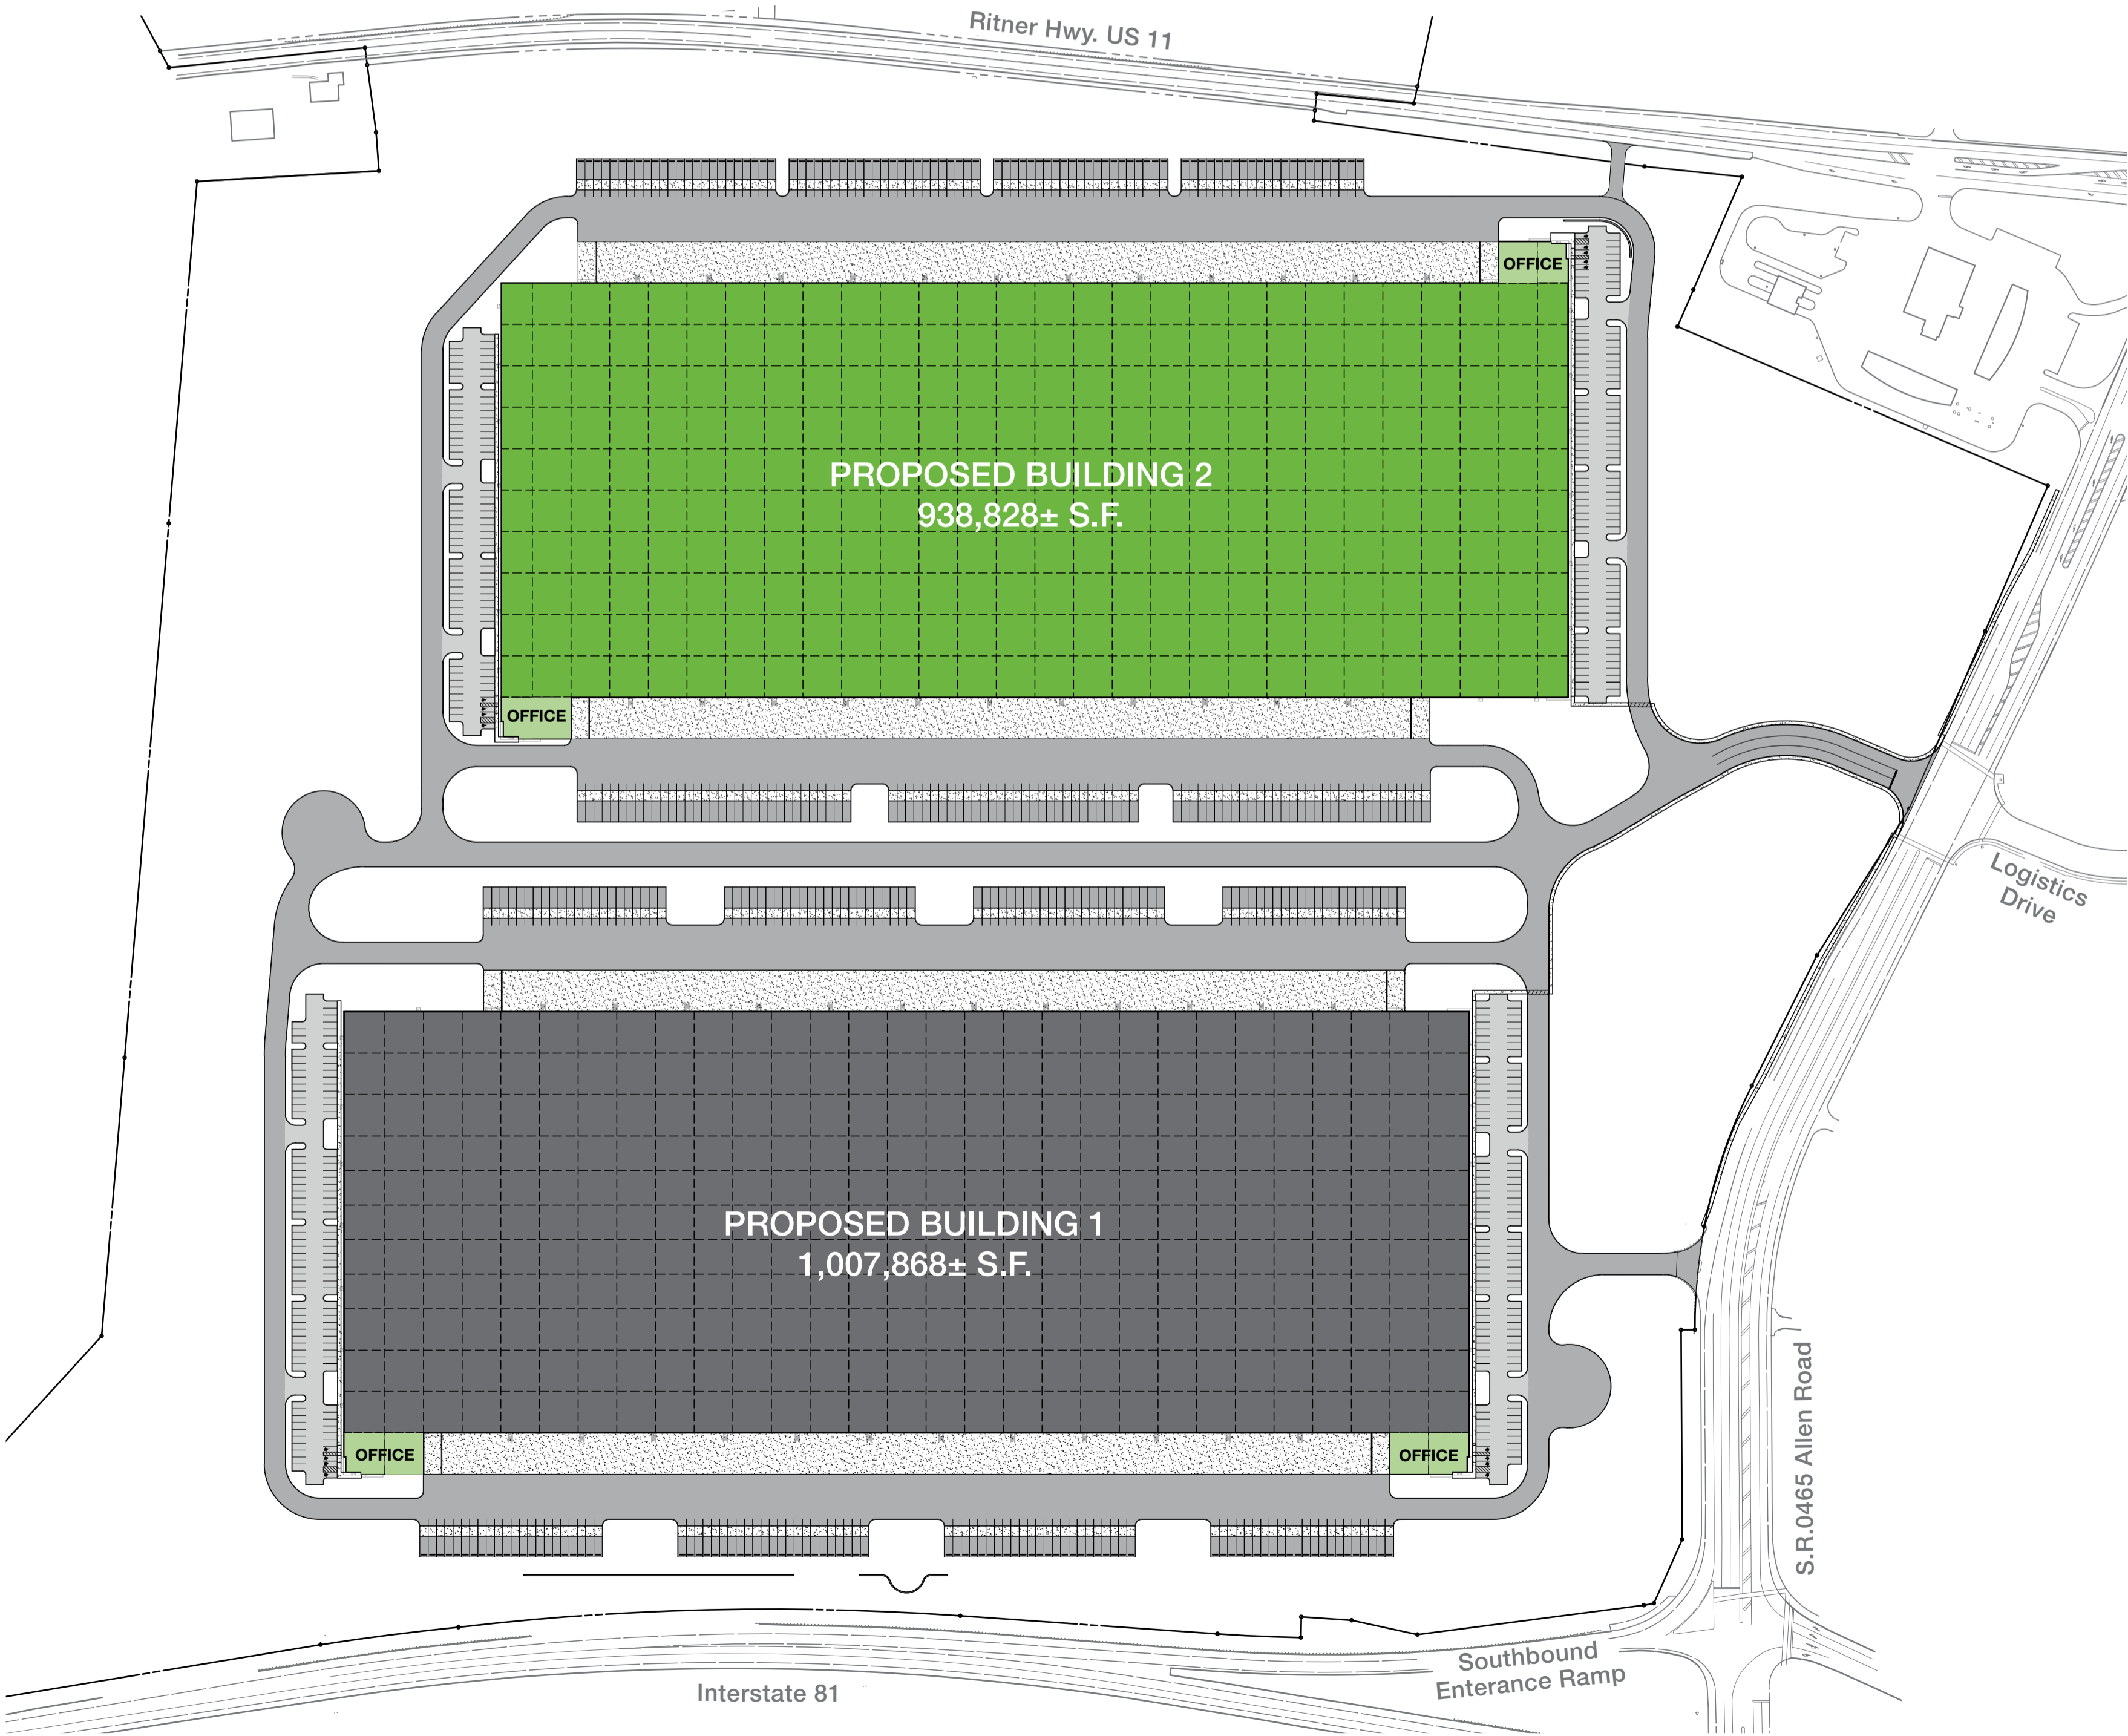 Ritner Hwy. US 11
OFFICE
PROPOSED BUILDING 2
938,828± S.F.
OFFICE
Logistics
Drive
PROPOSED BUILDING 1
1,007,868± S.F.
OFFICE
OFFICE
S.R.0465 Allen Road
Southbound
Enterance Ramp
Interstate 81